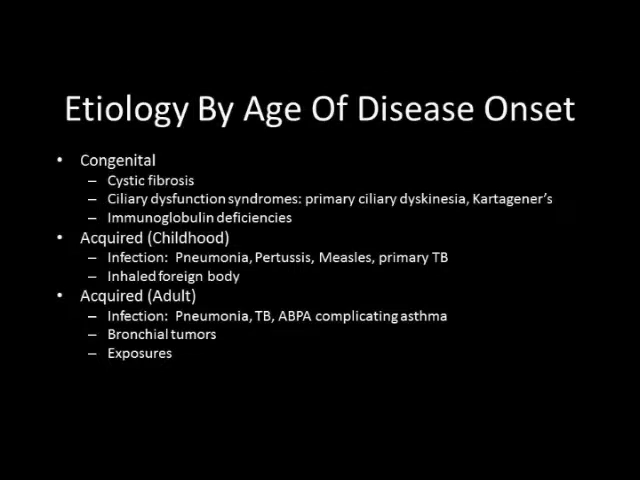 Etiology By Age Of Disease Onset
• Congenital
– Cystic fibrosis
– Ciliary dysfunction syndromes: primary ciliary dyskinesia, Kartagener's
– Immunoglobulin deficiencies
• Acquired (Childhood)
– Infection: Pneumonia, Pertussis, Measles, primary TB
– Inhaled foreign body
• Acquired (Adult)
– Infection: Pneumonia, TB, ABPA complicating asthma
– Bronchial tumors
– Exposures